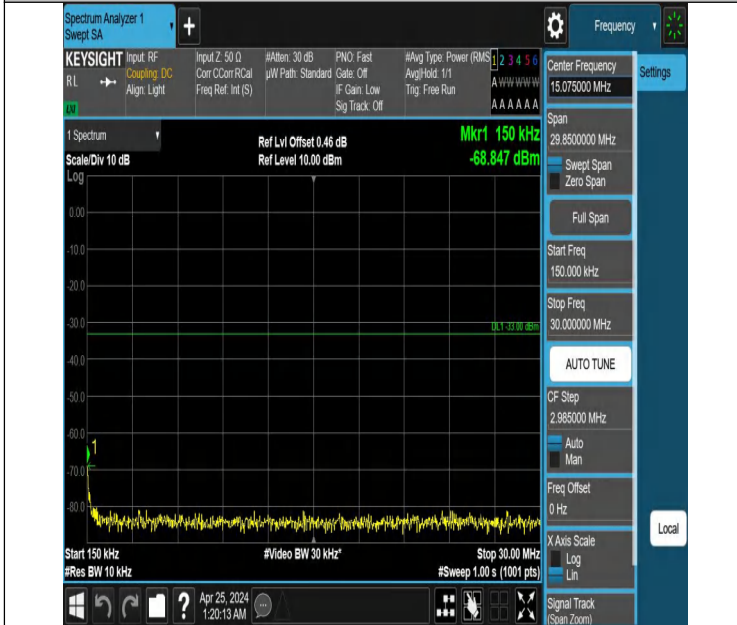 Spectrum Analyzer 1
Swept SA
+
Frequency
KEYSIGHT
RL
Input: RF
Coupling: DC
Align: Light
Input Z: 50 Ω
Corr CCorr RCal
Freq Ref: Int (S)
#Atten: 30 dB
µW Path: Standard
PNO: Fast
Gate: Off
IF Gain: Low
Sig Track: Off
#Avg Type: Power (RMS
Avg|Hold: 1/1
Trig: Free Run
1 2 3 4 5 6
A W W W W W
A A A A A A
1 Spectrum
Scale/Div 10 dB
Log
Ref Lvl Offset 0.46 dB
Ref Level 10.00 dBm
Mkr1 150 kHz
-68.847 dBm
0.00
-10.0
-20.0
-30.0
DL1 -33.00 dBm
-40.0
-50.0
-60.0
1
-70.0
-80.0
Start 150 kHz
#Video BW 30 kHz*
Stop 30.00 MHz
#Res BW 10 kHz
#Sweep 1.00 s (1001 pts)
?
Apr 25, 2024
1:20:13 AM
Center Frequency
15.075000 MHz
Settings
Span
29.8500000 MHz
Swept Span
Zero Span
Full Span
Start Freq
150.000 kHz
Stop Freq
30.000000 MHz
AUTO TUNE
CF Step
2.985000 MHz
Auto
Man
Freq Offset
0 Hz
Local
X Axis Scale
Log
Lin
Signal Track
(Span Zoom)